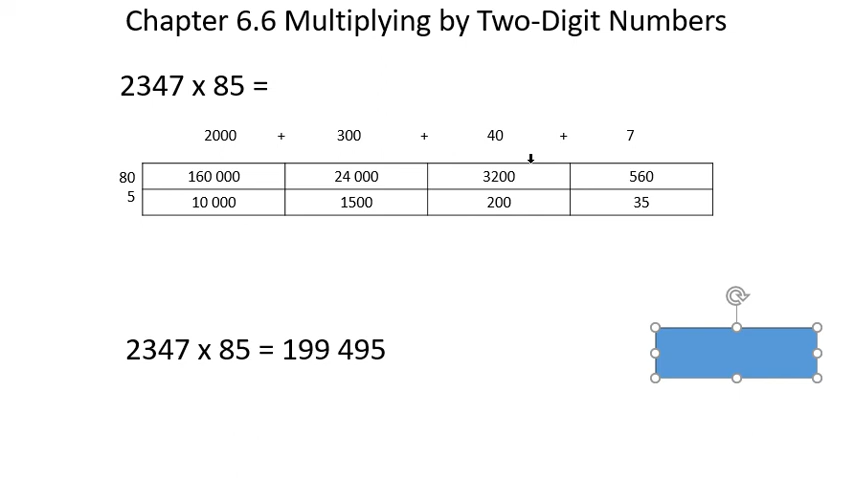 Chapter 6.6 Multiplying by Two-Digit Numbers
2347 x 85 =
2000 + 300 + 40 + 7
80 160 000 24 000 3200 560
5 10 000 1500 200 35
2347 x 85 = 199 495